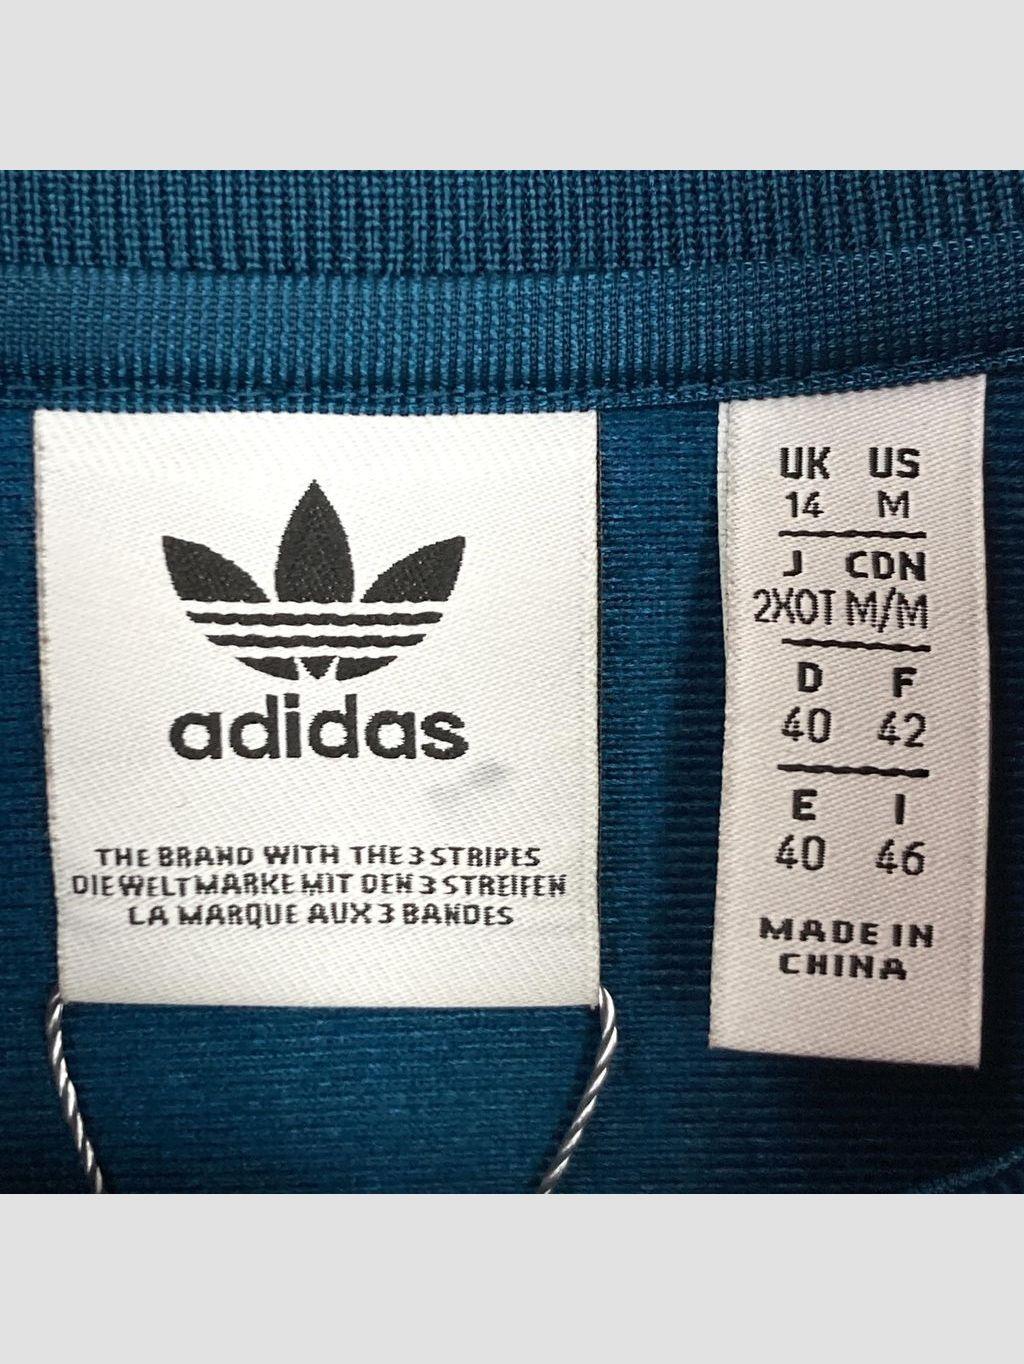 adidas
THE BRAND WITH THE 3 STRIPES
DIE WELTMARKE MIT DEN 3 STREIFEN
LA MARQUE AUX 3 BANDES
UK US
14 M
J CDN
2XOT M/M
D F
40 42
E I
40 46
MADE IN
CHINA